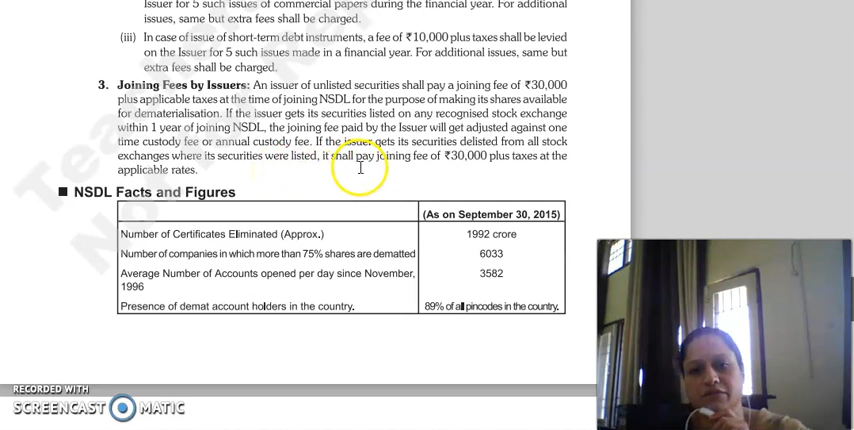 Issuer for 5 such issues of commercial papers during the financial year. For additional
issues, same but extra fees shall be charged.
(iii) In case of issue of short-term debt instruments, a fee of ₹10,000 plus taxes shall be levied
on the Issuer for 5 such issues made in a financial year. For additional issues, same but
extra fees shall be charged.
3. Joining Fees by Issuers: An issuer of unlisted securities shall pay a joining fee of ₹30,000
plus applicable taxes at the time of joining NSDL for the purpose of making its shares available
for dematerialisation. If the issuer gets its securities listed on any recognised stock exchange
within 1 year of joining NSDL, the joining fee paid by the Issuer will get adjusted against one
time custody fee or annual custody fee. If the issuer gets its securities delisted from all stock
exchanges where its securities were listed, it shall pay joining fee of ₹30,000 plus taxes at the
applicable rates.
■ NSDL Facts and Figures
(As on September 30, 2015)
Number of Certificates Eliminated (Approx.) 1992 crore
Number of companies in which more than 75% shares are dematted 6033
Average Number of Accounts opened per day since November, 3582
1996
Presence of demat account holders in the country. 89% of all pincodes in the country.
RECORDED WITH
SCREENCAST MATIC